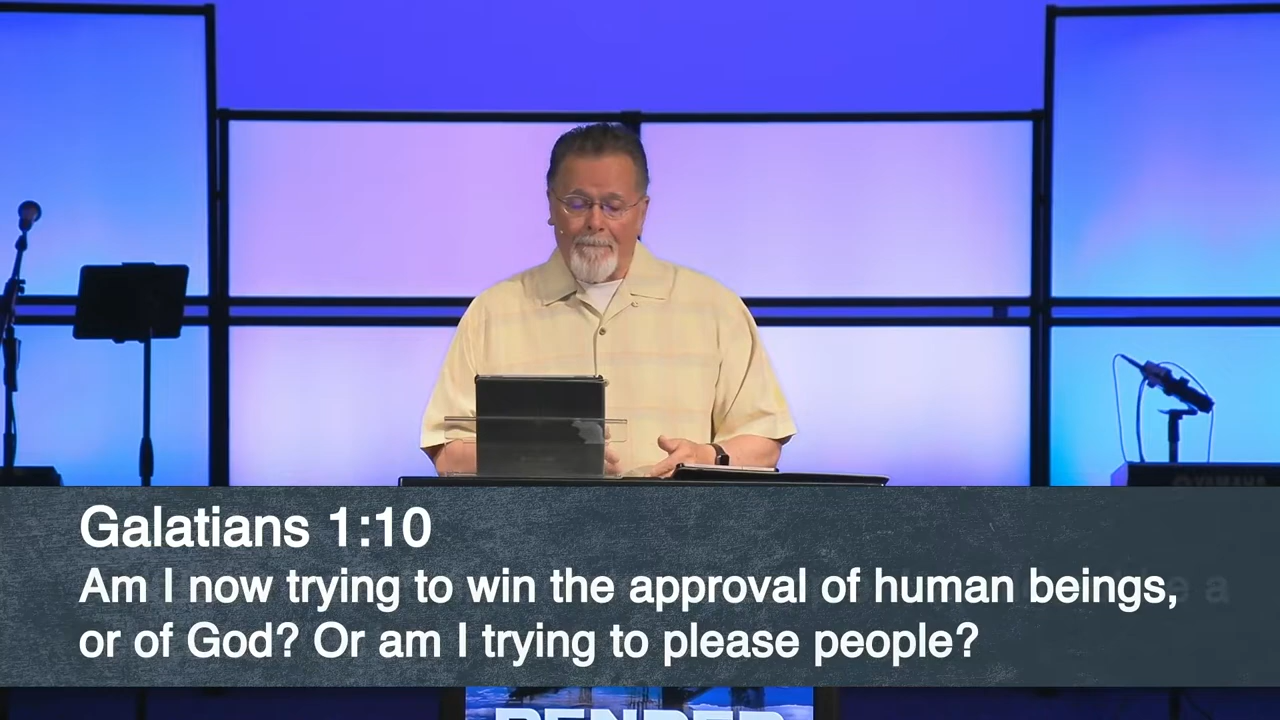 Galatians 1:10
Am I now trying to win the approval of human beings,
or of God? Or am I trying to please people?
YAMAHA